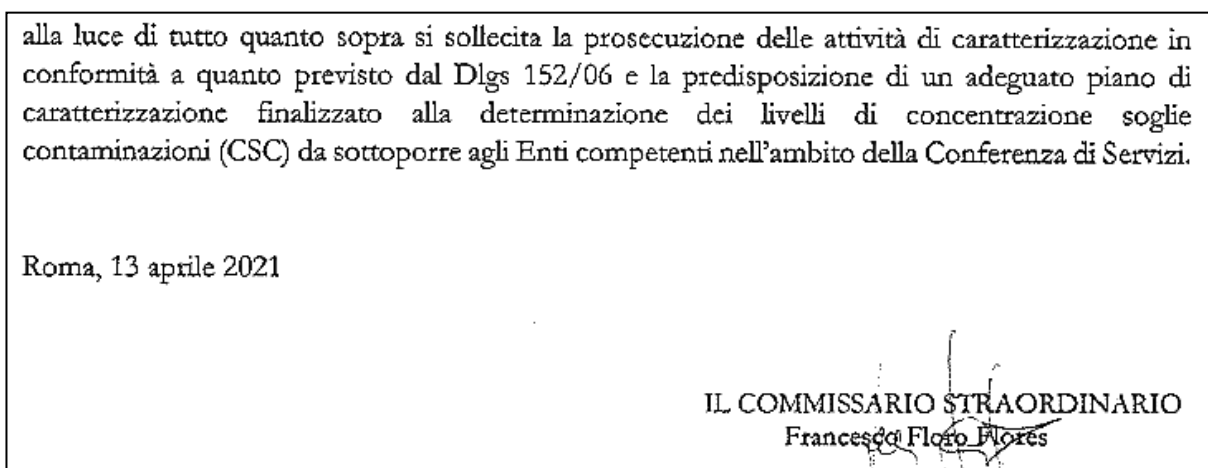 alla luce di tutto quanto sopra si sollecita la prosecuzione delle attività di caratterizzazione in
conformità a quanto previsto dal Dlgs 152/06 e la predisposizione di un adeguato piano di
caratterizzazione finalizzato alla determinazione dei livelli di concentrazione soglie
contaminazioni (CSC) da sottoporre agli Enti competenti nell'ambito della Conferenza di Servizi.
Roma, 13 aprile 2021
IL COMMISSARIO STRAORDINARIO
Francesco Floro Flores